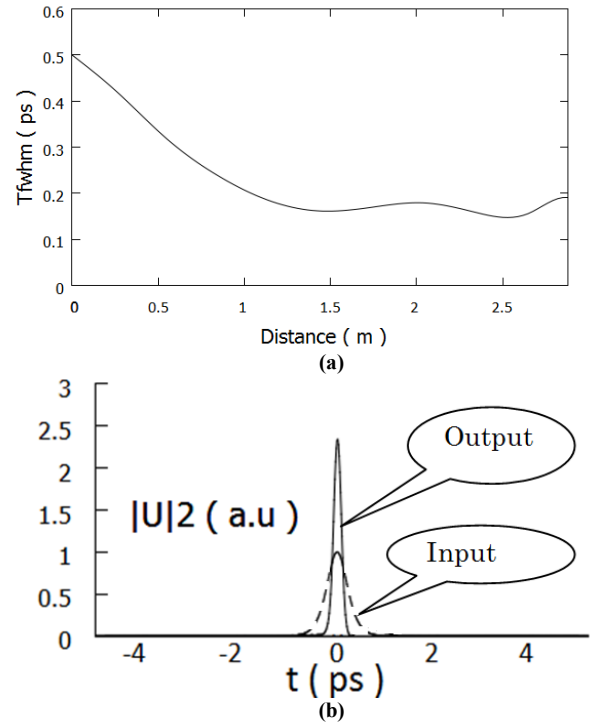 0.6
0.5
0.4
0.3
0.2
0.1
0
Tfwhm ( ps )
0 0.5 1 1.5 2 2.5
Distance ( m )
(a)
3
2.5
2
1.5
1
0.5
0
|U|2 ( a.u )
Output
Input
-4 -2 0 2 4
t ( ps )
(b)